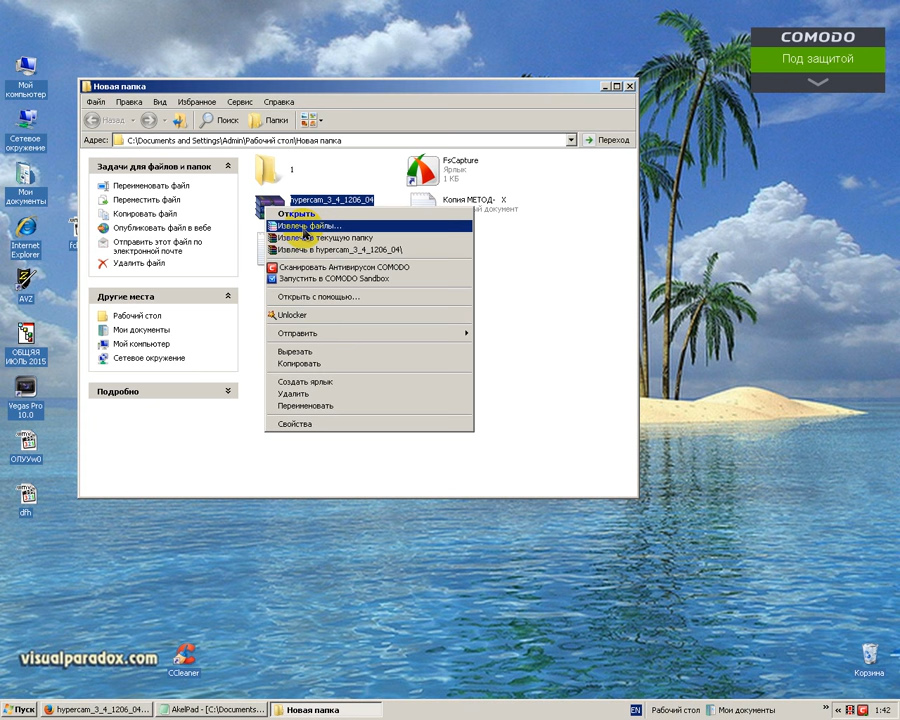 COMODO
Под защитой
Мой
компьютер
Сетевое
окружение
Мои
документы
Internet
Explorer
AVZ
ОБЩАЯ
ИЮЛЬ 2015
Vegas Pro
10.0
ОЛУУw0
dfh
Новая папка
Файл Правка Вид Избранное Сервис Справка
Назад Поиск Папки
Адрес: C:\Documents and Settings\Admin\Рабочий стол\Новая папка Переход
Задачи для файлов и папок
Переименовать файл
Переместить файл
Копировать файл
Опубликовать файл в вебе
Отправить этот файл по
электронной почте
Удалить файл
Другие места
Рабочий стол
Мои документы
Мой компьютер
Сетевое окружение
Подробно
1
FsCapture
Ярлык
1 КБ
hypercam_3_4_1206_04
Копия МЕТОД- X
документ
Открыть
Извлечь файлы...
Извлечь в текущую папку
Извлечь в hypercam_3_4_1206_04\
Сканировать Антивирусом COMODO
Запустить в COMODO Sandbox
Открыть с помощью...
Unlocker
Отправить
Вырезать
Копировать
Создать ярлык
Удалить
Переименовать
Свойства
visualparadox.com
CCleaner
Корзина
Пуск hypercam_3_4_1206_04... AkelPad - [C:\Documents... Новая папка EN Рабочий стол Мои документы 1:42